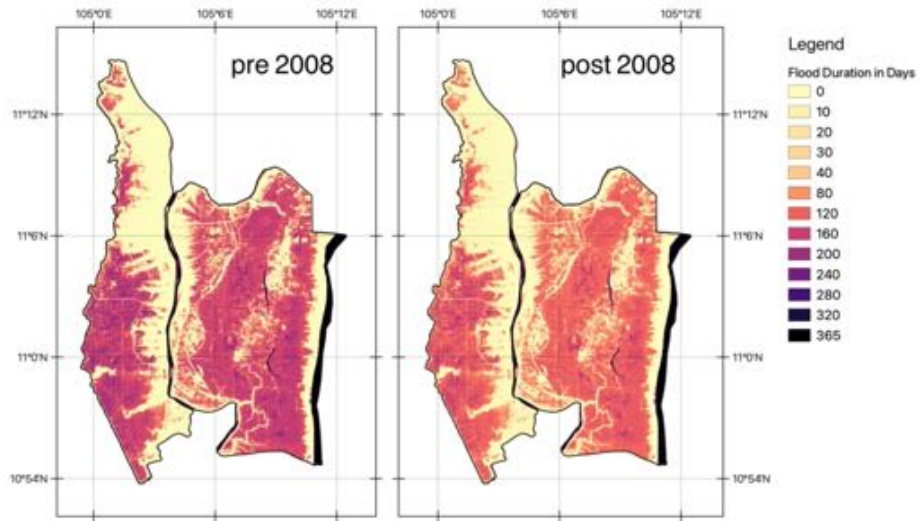 105°0'E 105°6'E 105°12'E 105°0'E 105°6'E 105°12'E
pre 2008 post 2008
11°12'N 11°12'N
11°6'N 11°6'N
11°0'N 11°0'N
10°54'N 10°54'N
Legend
Flood Duration in Days
0
10
20
30
40
80
120
160
200
240
280
320
365